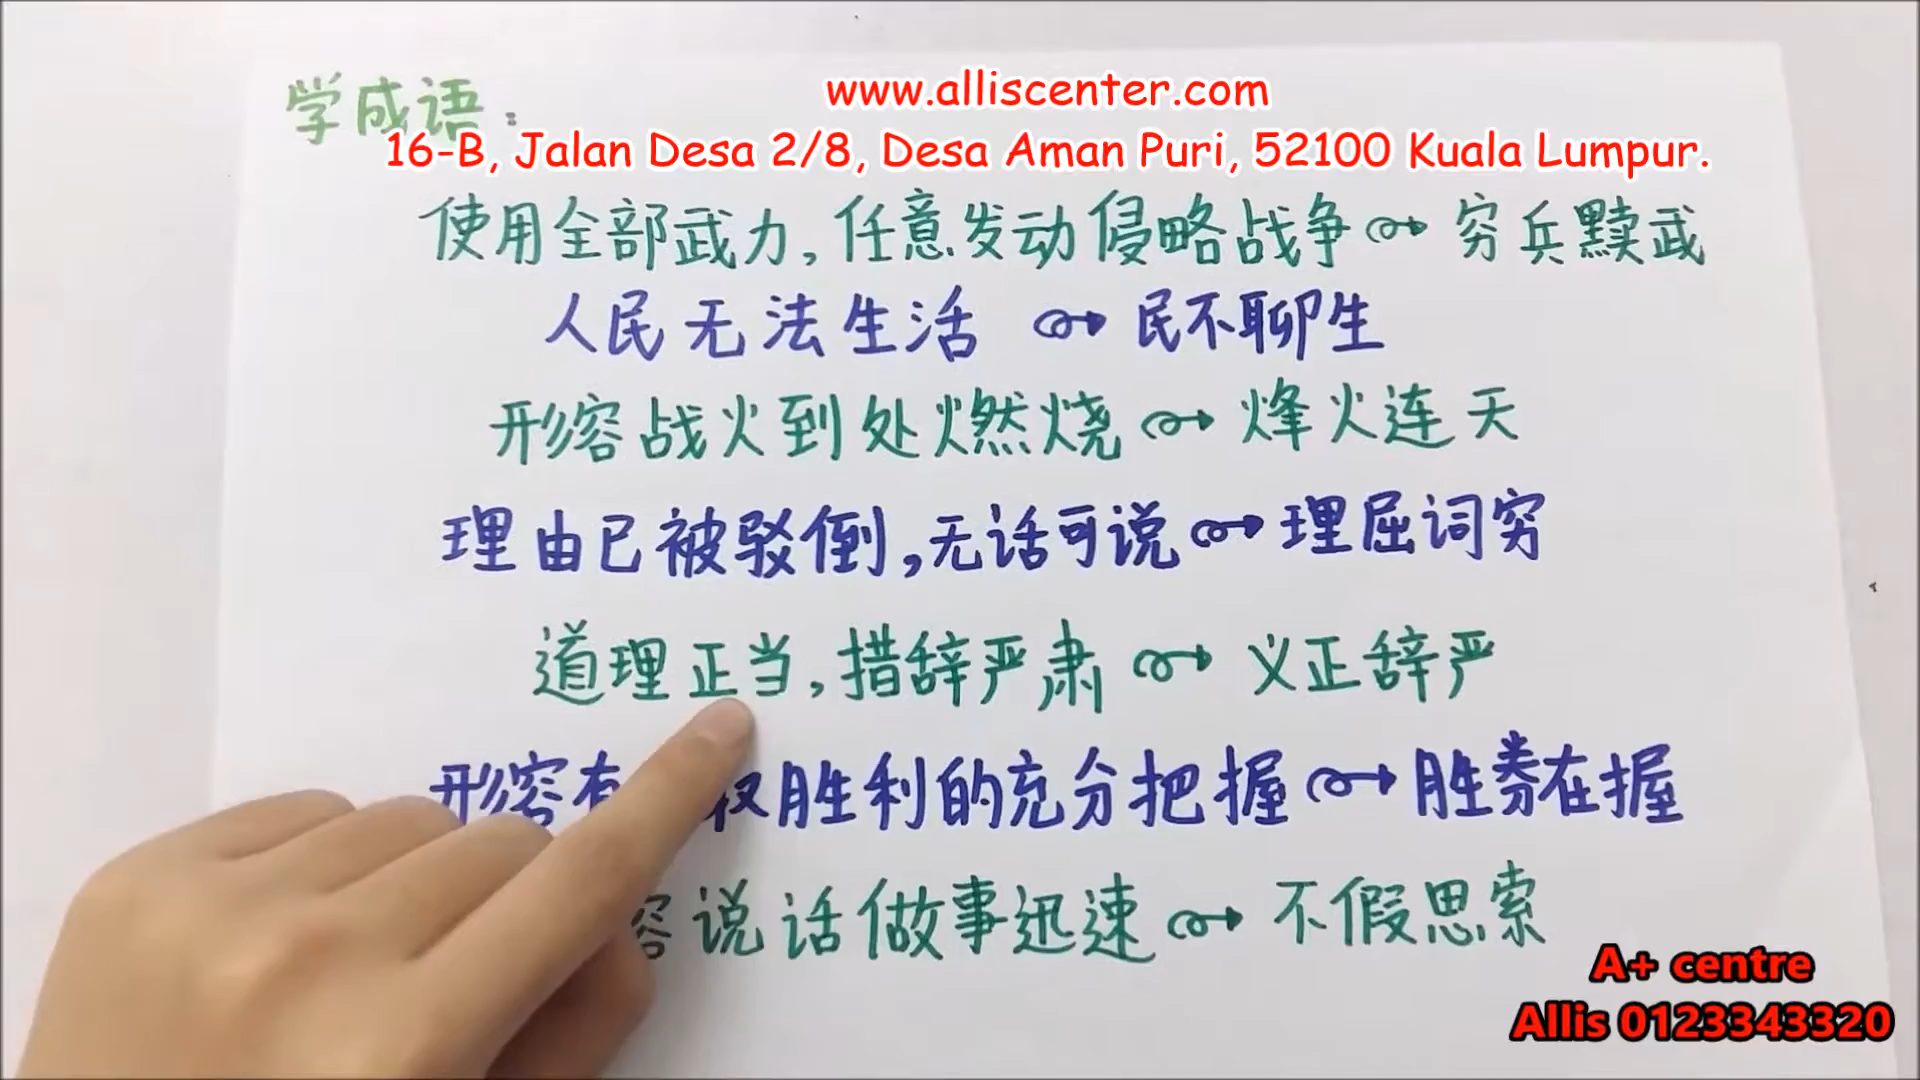 学成语：
www.alliscenter.com
16-B, Jalan Desa 2/8, Desa Aman Puri, 52100 Kuala Lumpur.
使用全部武力,任意发动侵略战争 → 穷兵黩武
人民无法生活 → 民不聊生
形容战火到处燃烧 → 烽火连天
理由已被驳倒,无话可说 → 理屈词穷
道理正当,措辞严肃 → 义正辞严
形容有 取胜利的充分把握 → 胜券在握
容说话做事迅速 → 不假思索
A+ centre
Allis 0123343320